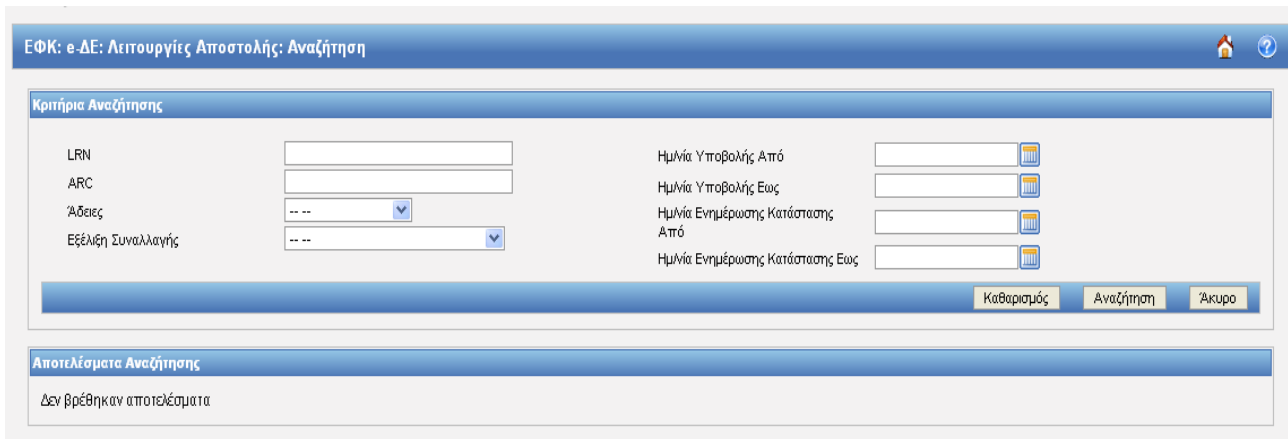 ΕΦΚ: e-ΔΕ: Λειτουργίες Αποστολής: Αναζήτηση
Κριτήρια Αναζήτησης
LRN
ARC
Άδειες
-- --
Εξέλιξη Συναλλαγής
-- --
Ημ/νία Υποβολής Από
Ημ/νία Υποβολής Εως
Ημ/νία Ενημέρωσης Κατάστασης
Από
Ημ/νία Ενημέρωσης Κατάστασης Εως
Καθαρισμός Αναζήτηση Άκυρο
Αποτελέσματα Αναζήτησης
Δεν βρέθηκαν αποτελέσματα